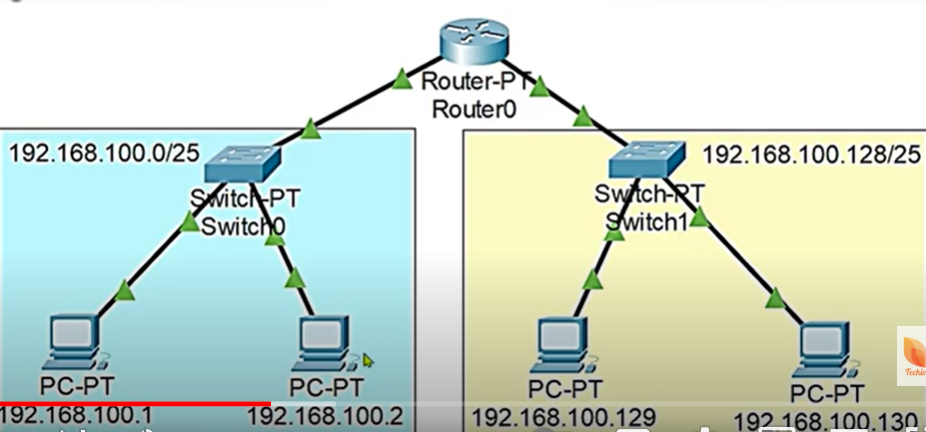 Router-PT
Router0
192.168.100.0/25
192.168.100.128/25
Switch-PT
Switch0
Switch-PT
Switch1
PC-PT
PC-PT
PC-PT
PC-PT
192.168.100.1
192.168.100.2
192.168.100.129
192.168.100.130